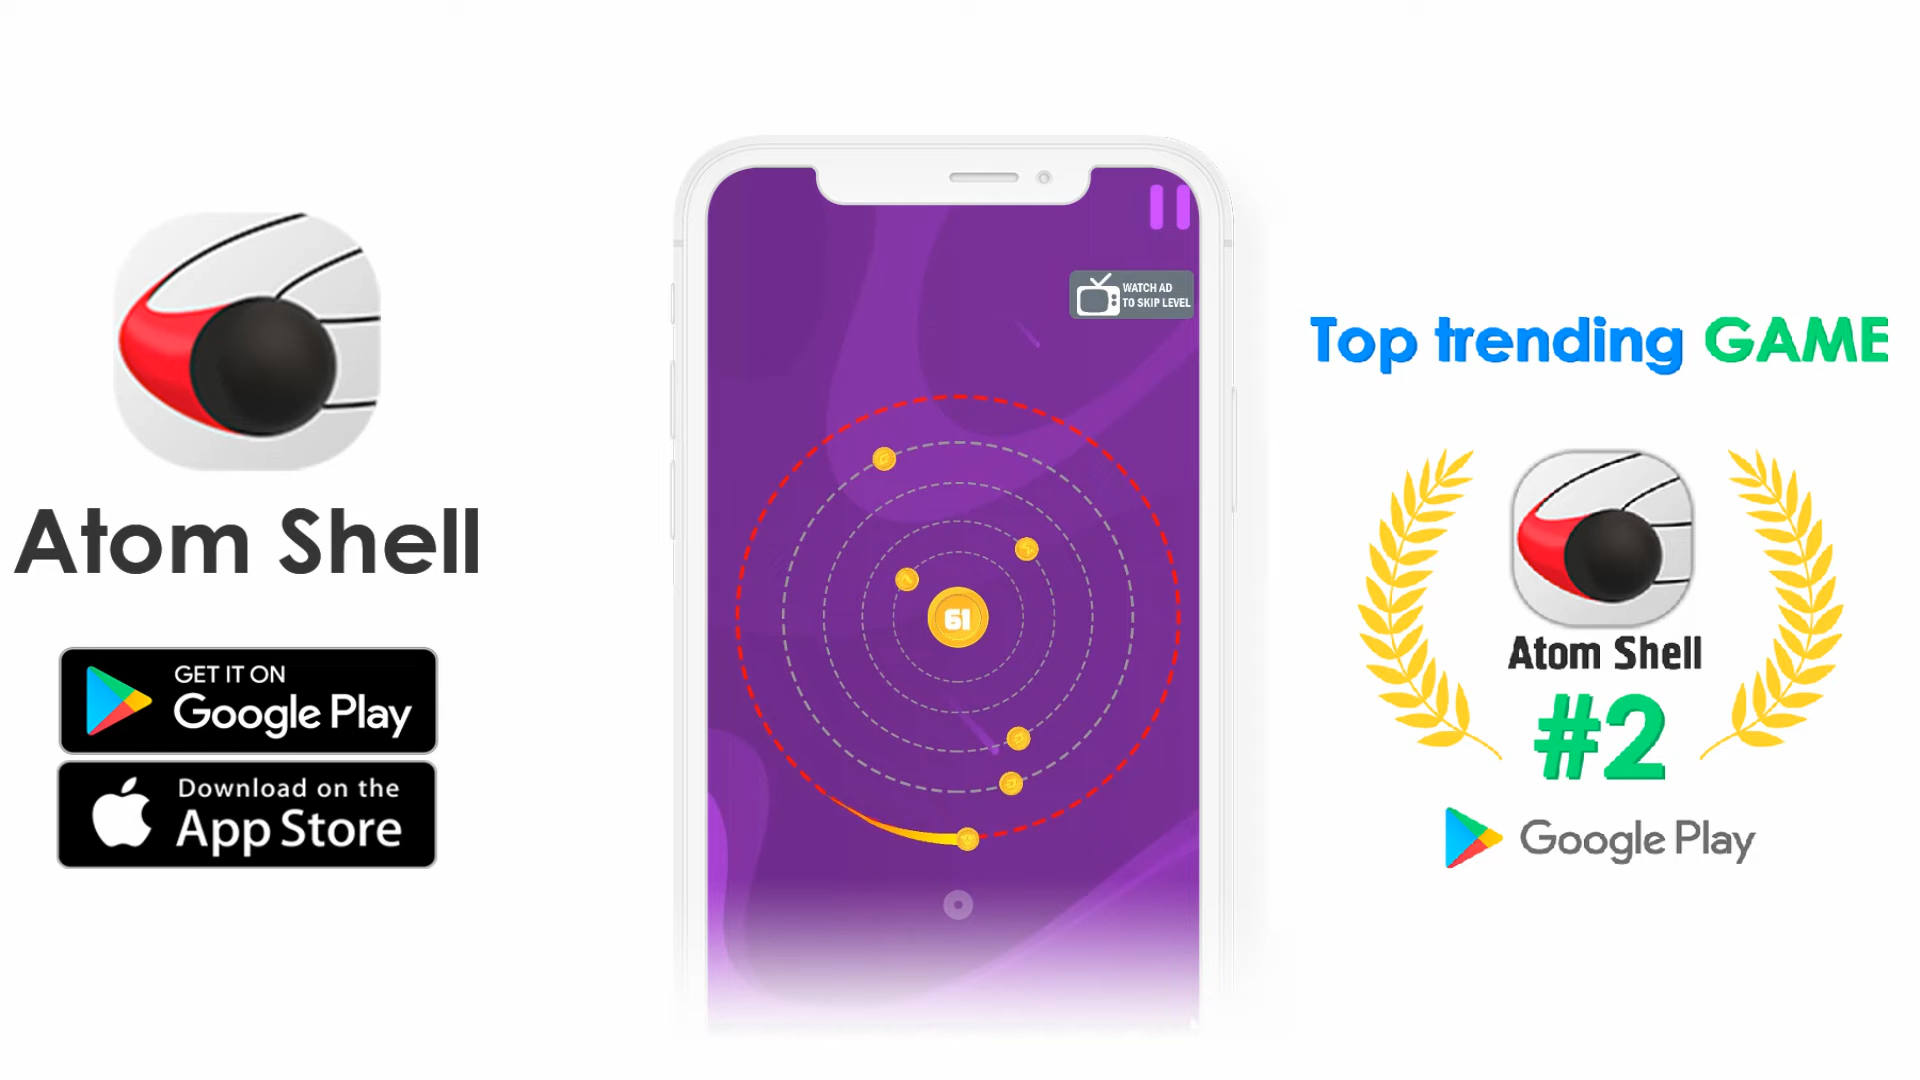 Atom Shell
GET IT ON
Google Play
Download on the
App Store
WATCH AD
TO SKIP LEVEL
61
Top trending GAME
Atom Shell
#2
Google Play